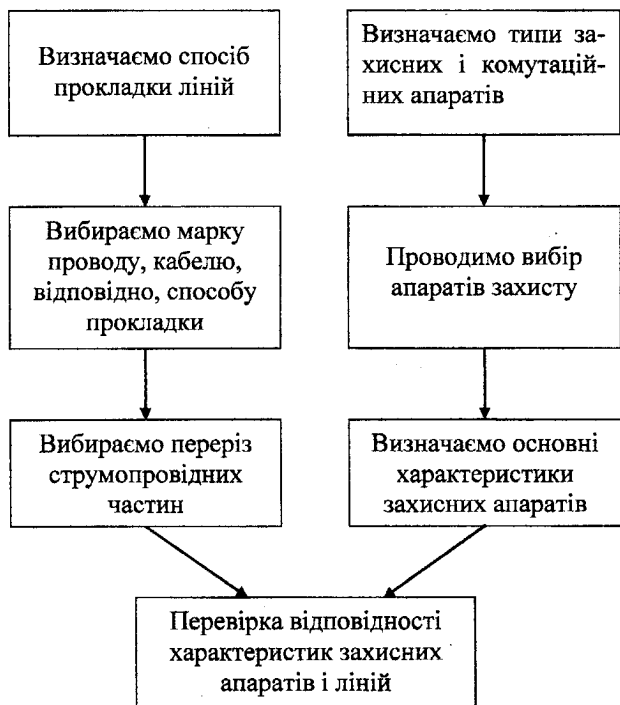 Визначаємо спосіб
прокладки ліній
Визначаємо типи за-
хисних і комутацій-
них апаратів
Вибираємо марку
проводу, кабелю,
відповідно, способу
прокладки
Проводимо вибір
апаратів захисту
Вибираємо переріз
струмопровідних
частин
Визначаємо основні
характеристики
захисних апаратів
Перевірка відповідності
характеристик захисних
апаратів і ліній